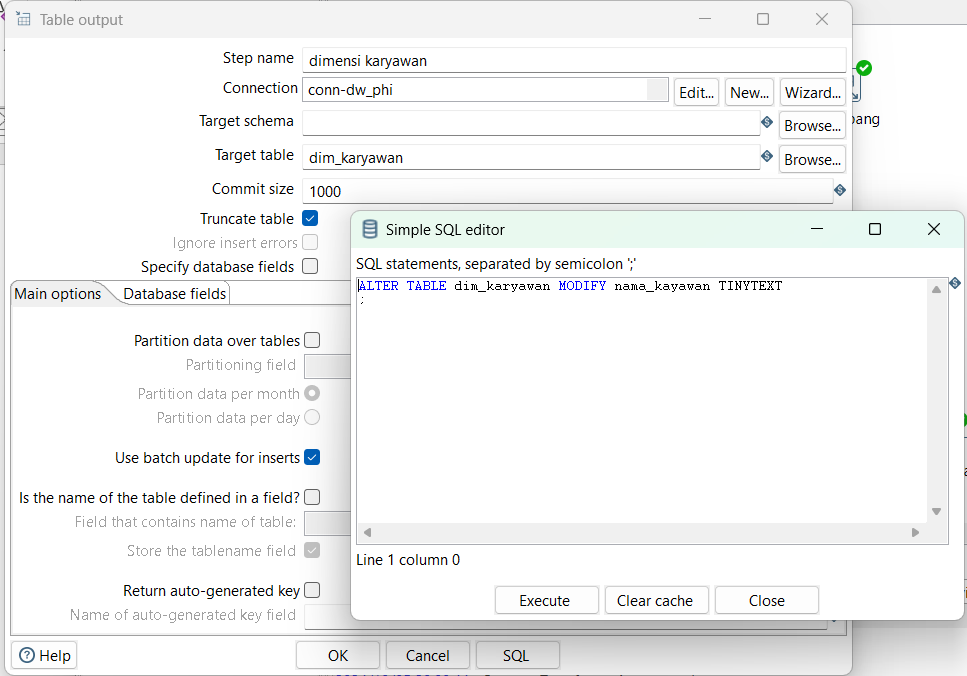 Table output
Step name
dimensi karyawan
Connection
conn-dw_phi
Edit...
New...
Wizard...
Target schema
Browse...
bang
Target table
dim_karyawan
Browse...
Commit size
1000
Truncate table
Ignore insert errors
Specify database fields
Main options
Database fields
Partition data over tables
Partitioning field
Partition data per month
Partition data per day
Use batch update for inserts
Is the name of the table defined in a field?
Field that contains name of table:
Store the tablename field
Return auto-generated key
Name of auto-generated key field
Help
OK
Cancel
SQL
Simple SQL editor
SQL statements, separated by semicolon ';'
ALTER TABLE dim_karyawan MODIFY nama_kayawan TINYTEXT
;
Line 1 column 0
Execute
Clear cache
Close